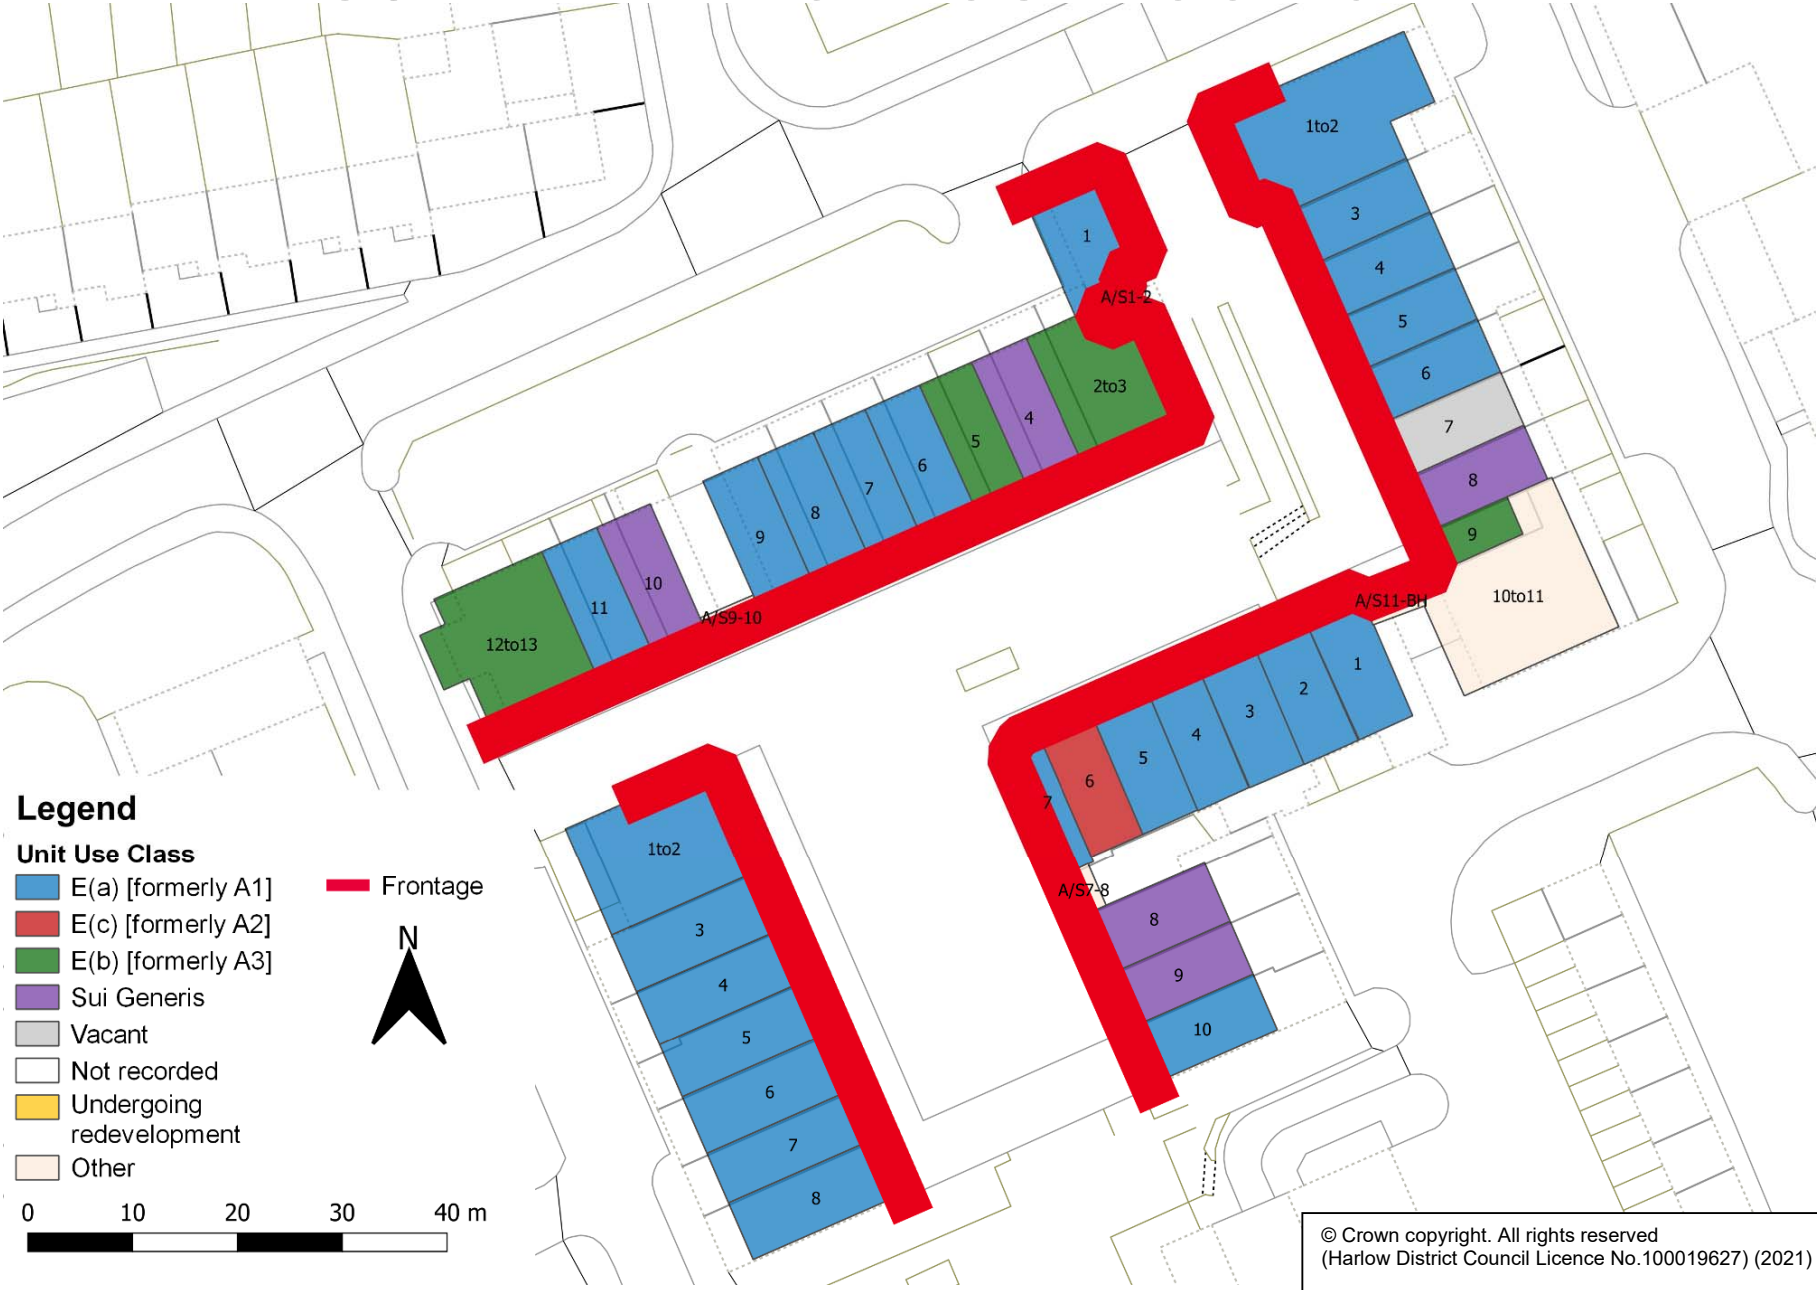 1to2
3
4
5
6
7
8
9
10to11
A/S11-BH
1
A/S1-2
2to3
4
5
6
7
8
9
A/S9-10
10
11
12to13
1
2
3
4
5
6
7
A/S7-8
8
9
10
1to2
3
4
5
6
7
8
Legend
Unit Use Class
E(a) [formerly A1]
E(c) [formerly A2]
E(b) [formerly A3]
Sui Generis
Vacant
Not recorded
Undergoing
redevelopment
Other
Frontage
N
0 10 20 30 40 m
© Crown copyright. All rights reserved
(Harlow District Council Licence No.100019627) (2021)